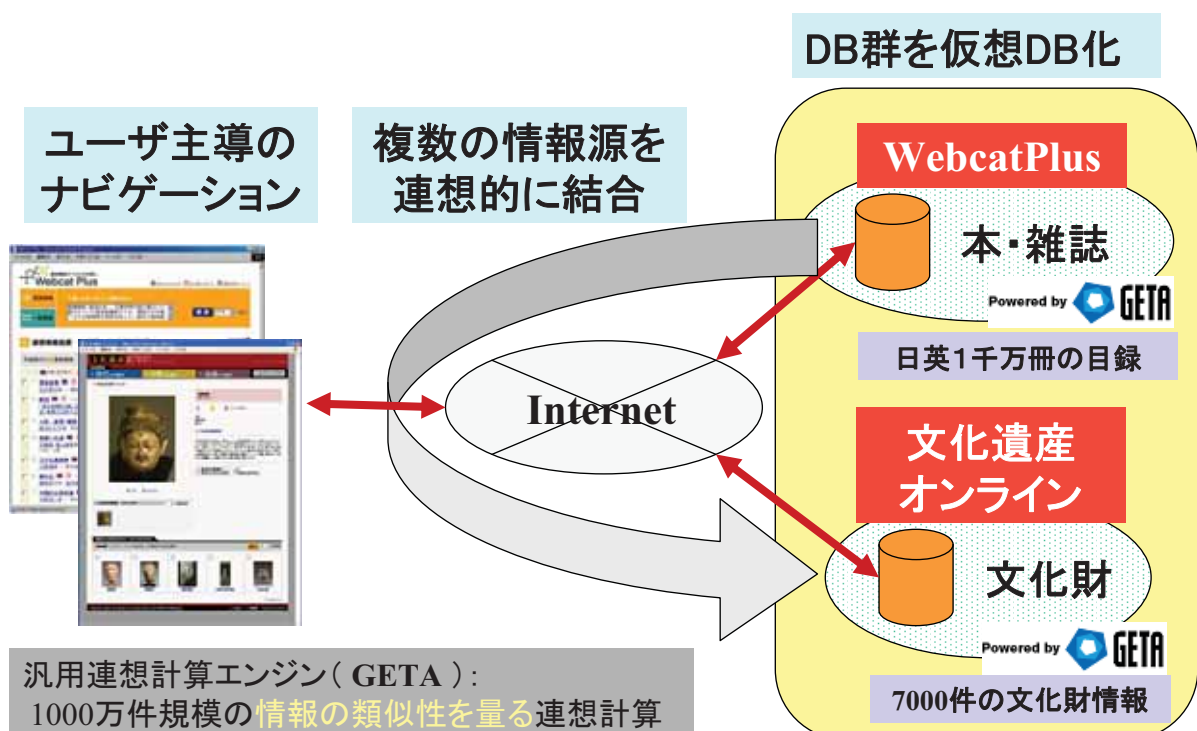 DB群を仮想DB化
ユーザ主導の
ナビゲーション
複数の情報源を
連想的に結合
WebcatPlus
本・雑誌
Powered by GETA
日英1千万冊の目録
Webcat Plus
Internet
文化遺産
オンライン
文化財
Powered by GETA
7000件の文化財情報
汎用連想計算エンジン( GETA ):
1000万件規模の情報の類似性を量る連想計算